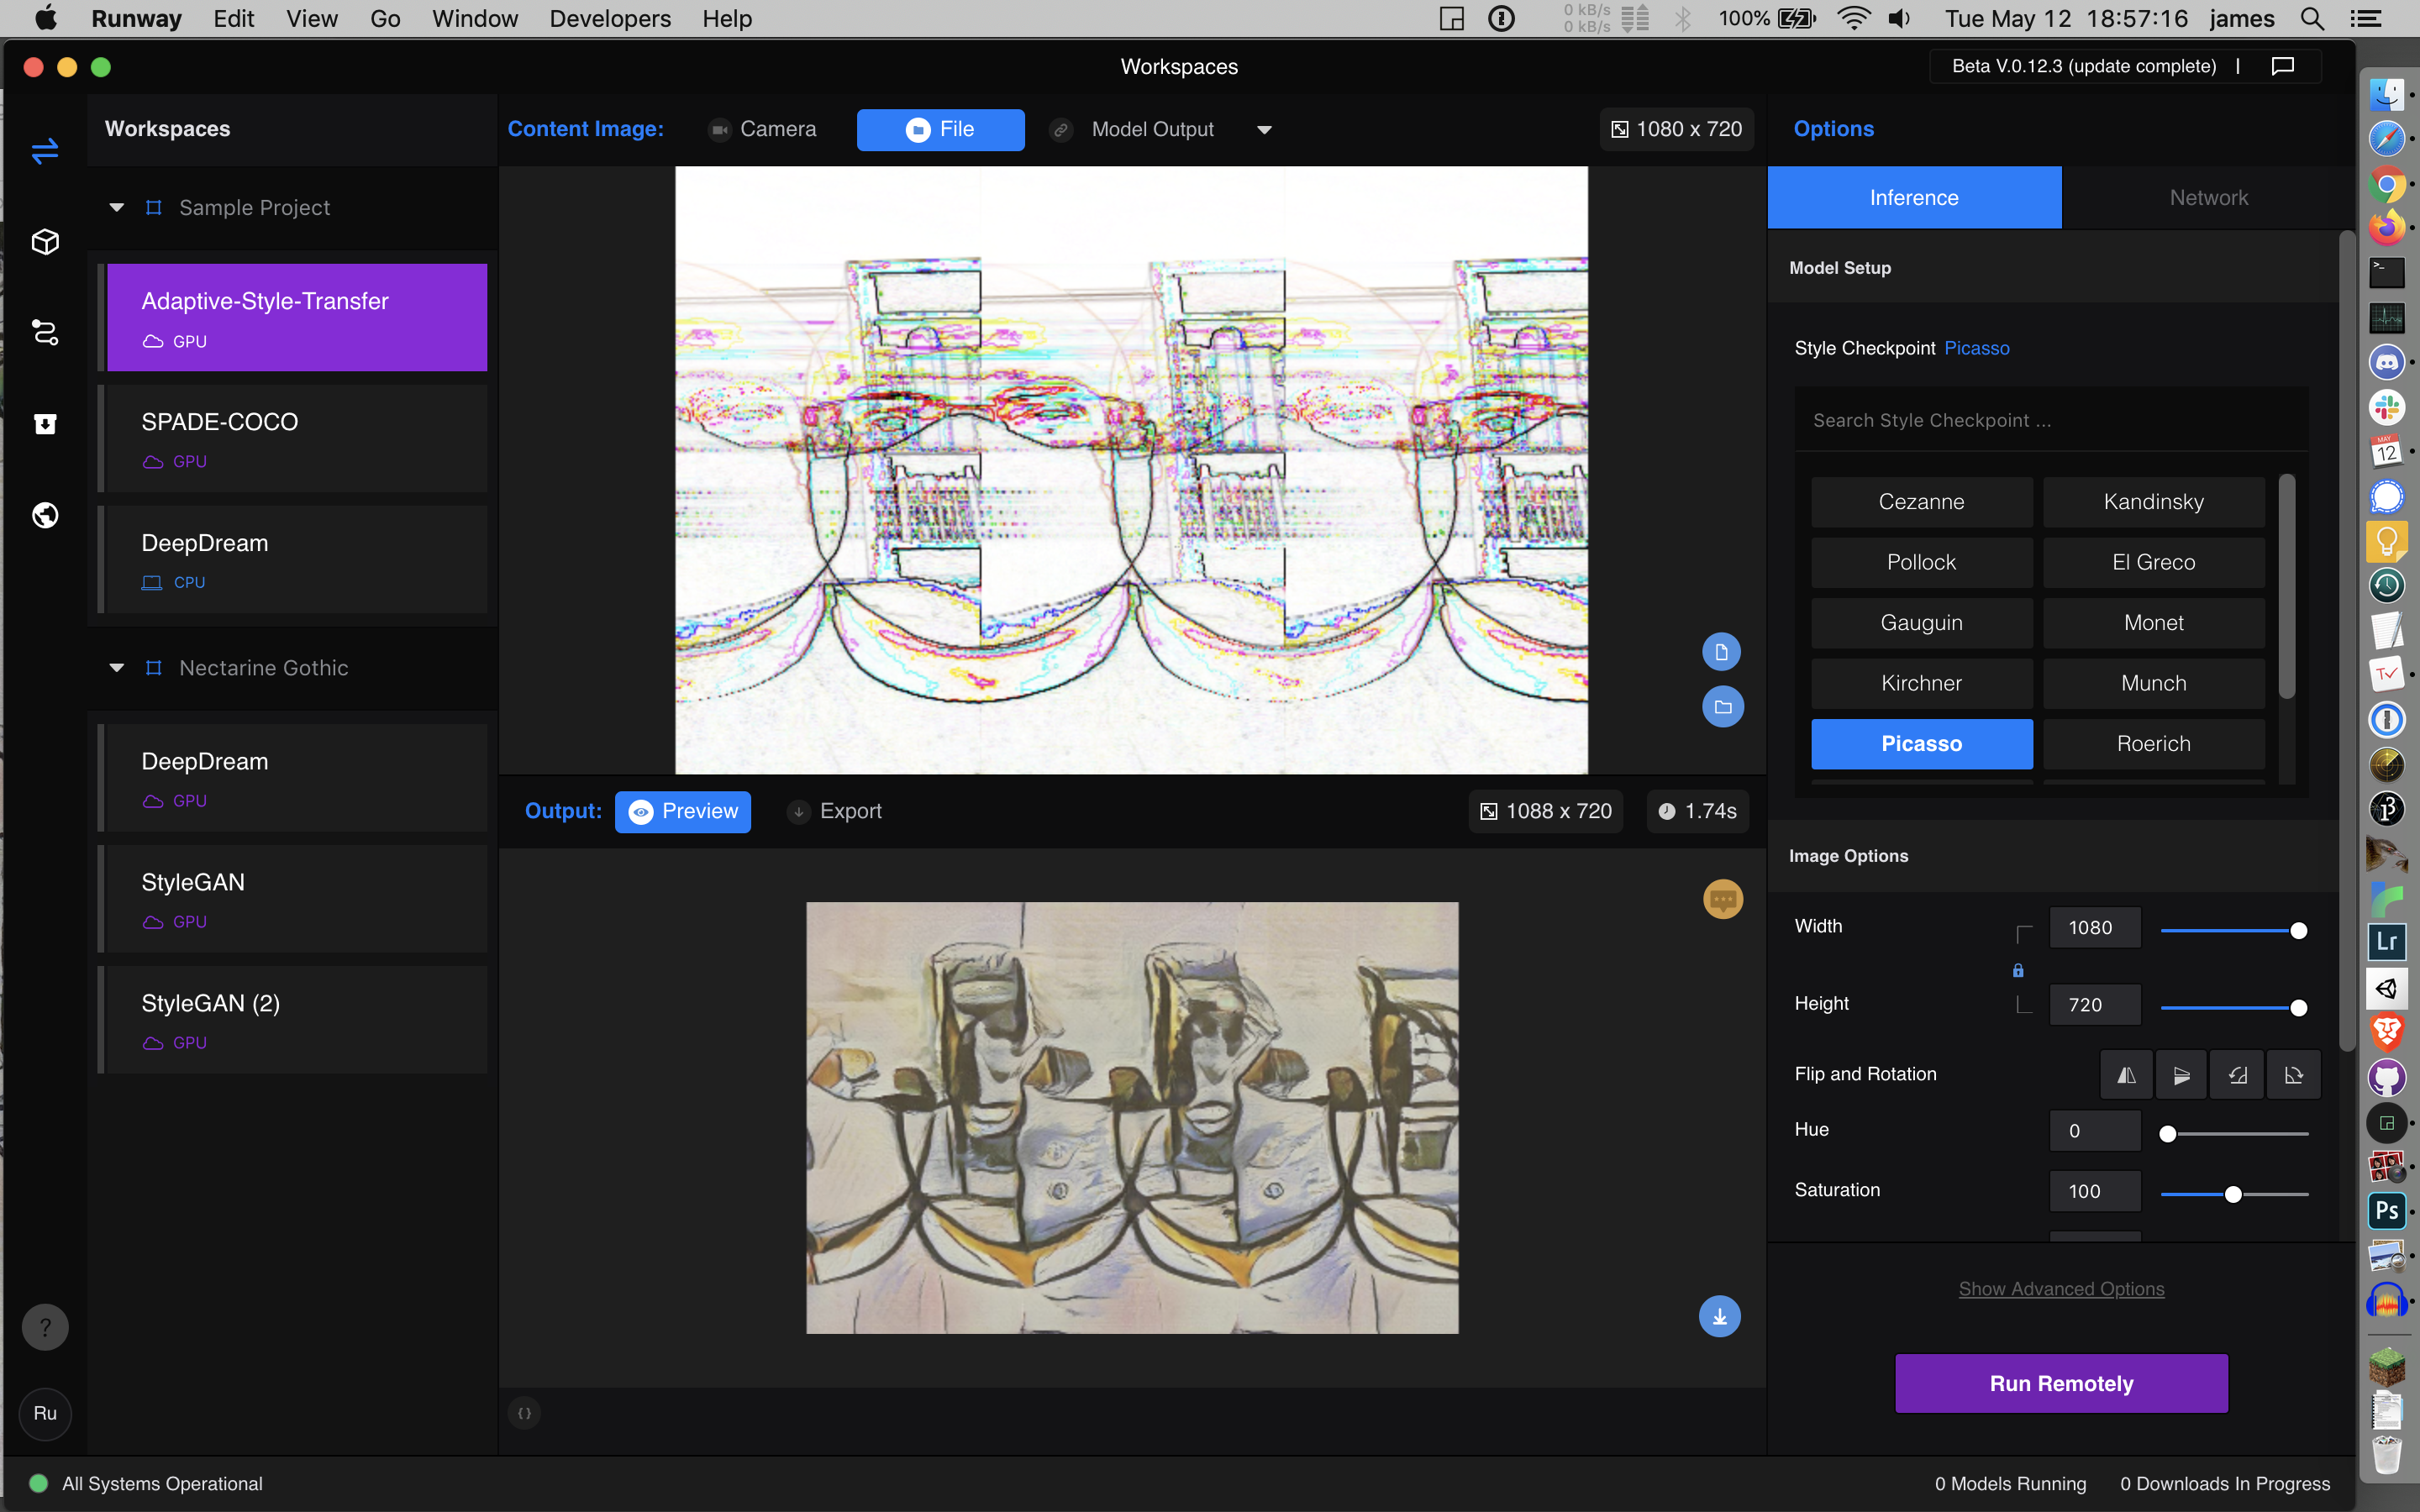 Runway Edit View Go Window Developers Help
0 kB/s
0 kB/s
100% Tue May 12 18:57:16 james
Workspaces
Beta V.0.12.3 (update complete) |
Workspaces
Content Image: Camera File Model Output 1080 x 720
Options
Sample Project
Inference Network
Adaptive-Style-Transfer
GPU
SPADE-COCO
GPU
DeepDream
CPU
Nectarine Gothic
DeepDream
GPU
StyleGAN
GPU
StyleGAN (2)
GPU
Model Setup
Style Checkpoint Picasso
Search Style Checkpoint ...
Cezanne Kandinsky
Pollock El Greco
Gauguin Monet
Kirchner Munch
Picasso Roerich
Output: Preview Export 1088 x 720 1.74s
Image Options
Width 1080
Height 720
Flip and Rotation
Hue 0
Saturation 100
Show Advanced Options
Run Remotely
{ }
?
Ru
All Systems Operational
0 Models Running 0 Downloads In Progress
MAY
12
Lr
Ps